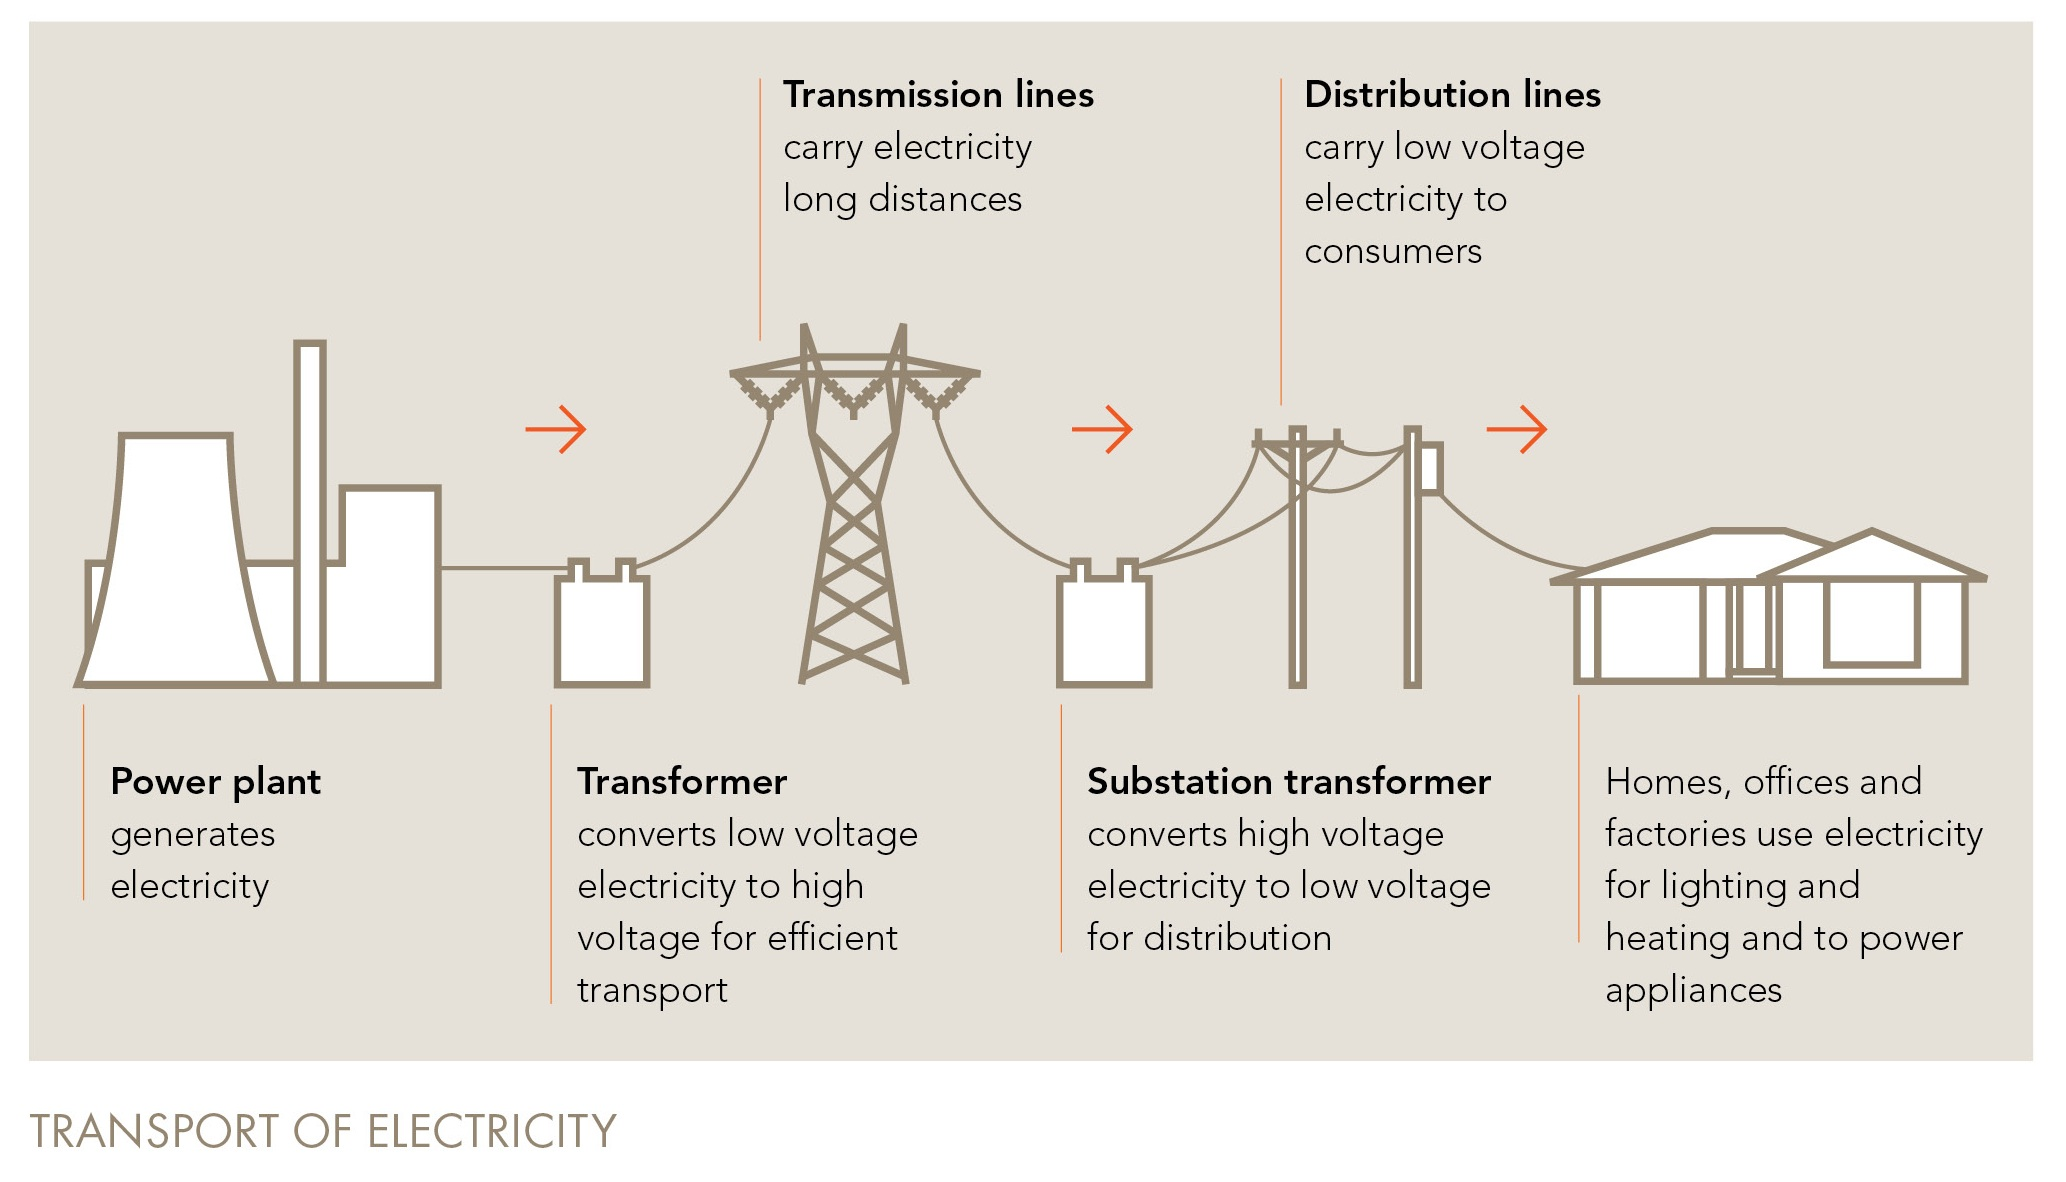 Transmission lines
carry electricity
long distances
Distribution lines
carry low voltage
electricity to
consumers
Power plant
generates
electricity
Transformer
converts low voltage
electricity to high
voltage for efficient
transport
Substation transformer
converts high voltage
electricity to low voltage
for distribution
Homes, offices and
factories use electricity
for lighting and
heating and to power
appliances
TRANSPORT OF ELECTRICITY